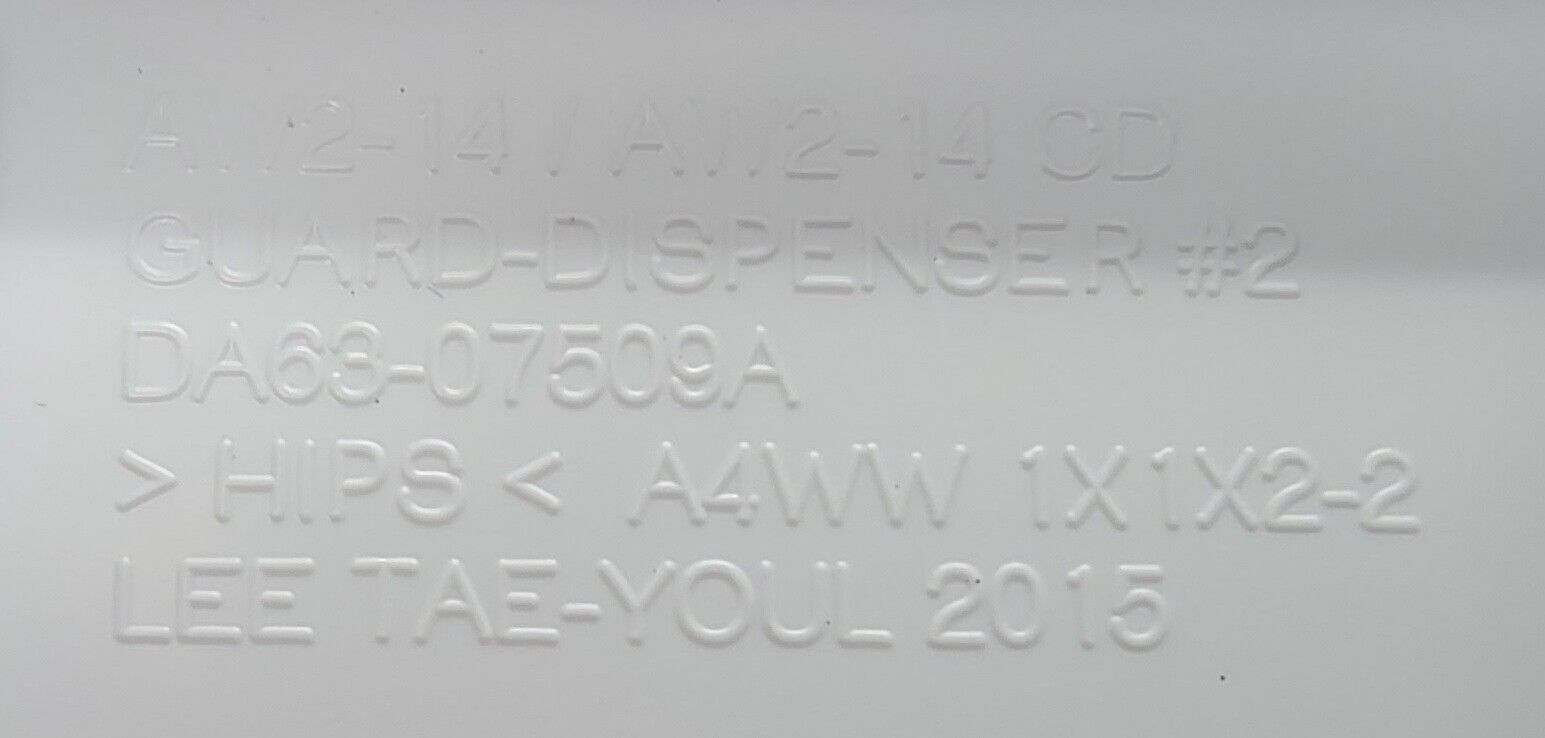 AW2-14 / AW2-14 CD
GUARD-DISPENSER #2
DA63-07509A
>HIPS< A4WW 1X1X2-2
LEE TAE-YOUL 2015